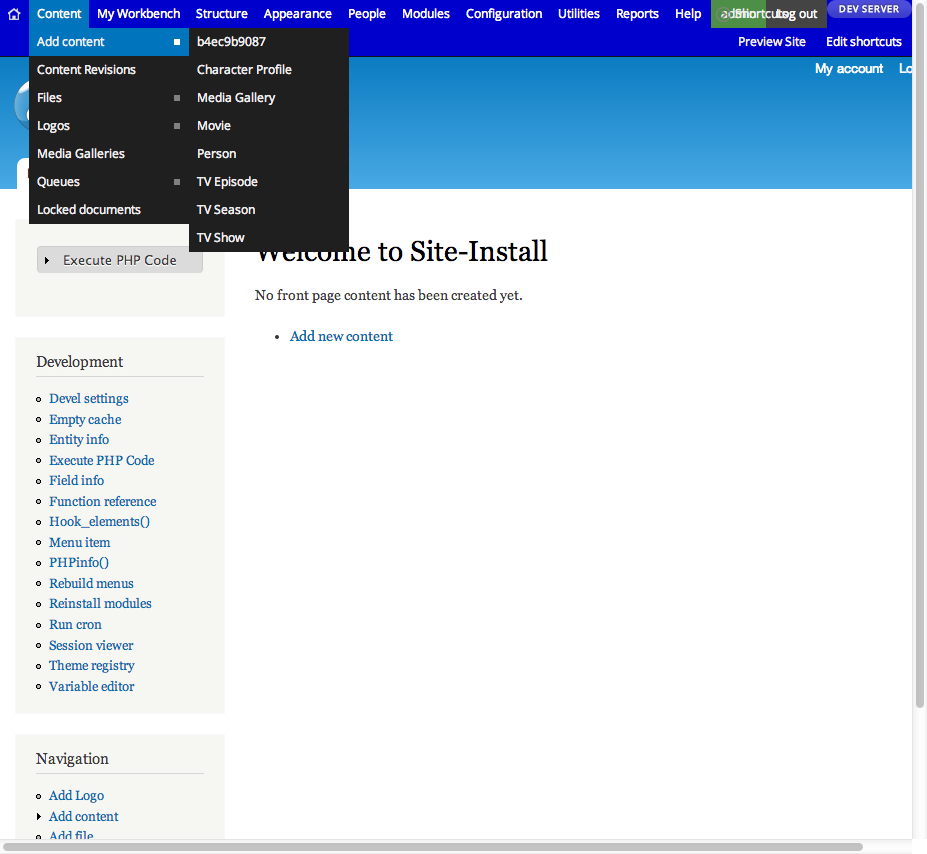 Content My Workbench Structure Appearance People Modules Configuration Utilities Reports Help admin Shortcuts Log out DEV SERVER
Add content b4ec9b9087 Preview Site Edit shortcuts
Content Revisions Character Profile My account
Files Media Gallery
Logos Movie
Media Galleries Person
Queues TV Episode
Locked documents TV Season
TV Show
Welcome to Site-Install
Execute PHP Code
No front page content has been created yet.
Add new content
Development
Devel settings
Empty cache
Entity info
Execute PHP Code
Field info
Function reference
Hook_elements()
Menu item
PHPinfo()
Rebuild menus
Reinstall modules
Run cron
Session viewer
Theme registry
Variable editor
Navigation
Add Logo
Add content
Add file